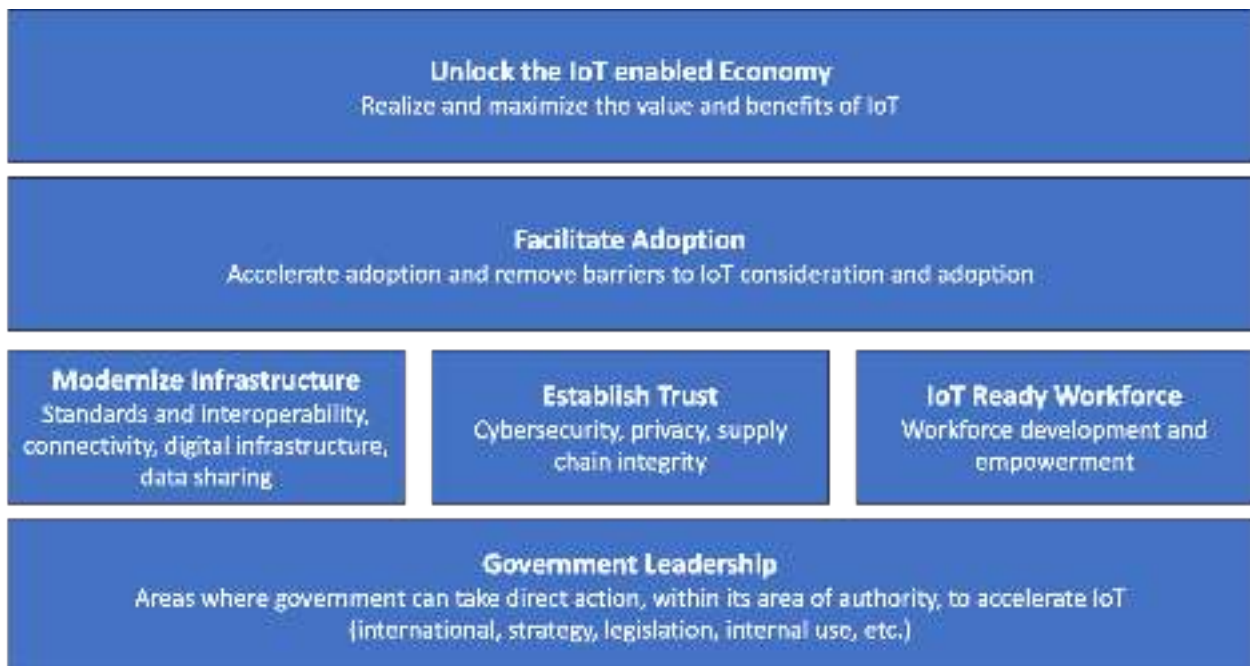 Unlock the IoT enabled Economy
Realize and maximize the value and benefits of IoT
Facilitate Adoption
Accelerate adoption and remove barriers to IoT consideration and adoption
Modernize Infrastructure
Standards and interoperability,
connectivity, digital infrastructure,
data sharing
Establish Trust
Cybersecurity, privacy, supply
chain integrity
IoT Ready Workforce
Workforce development and
empowerment
Government Leadership
Areas where government can take direct action, within its area of authority, to accelerate IoT
(international, strategy, legislation, internal use, etc.)